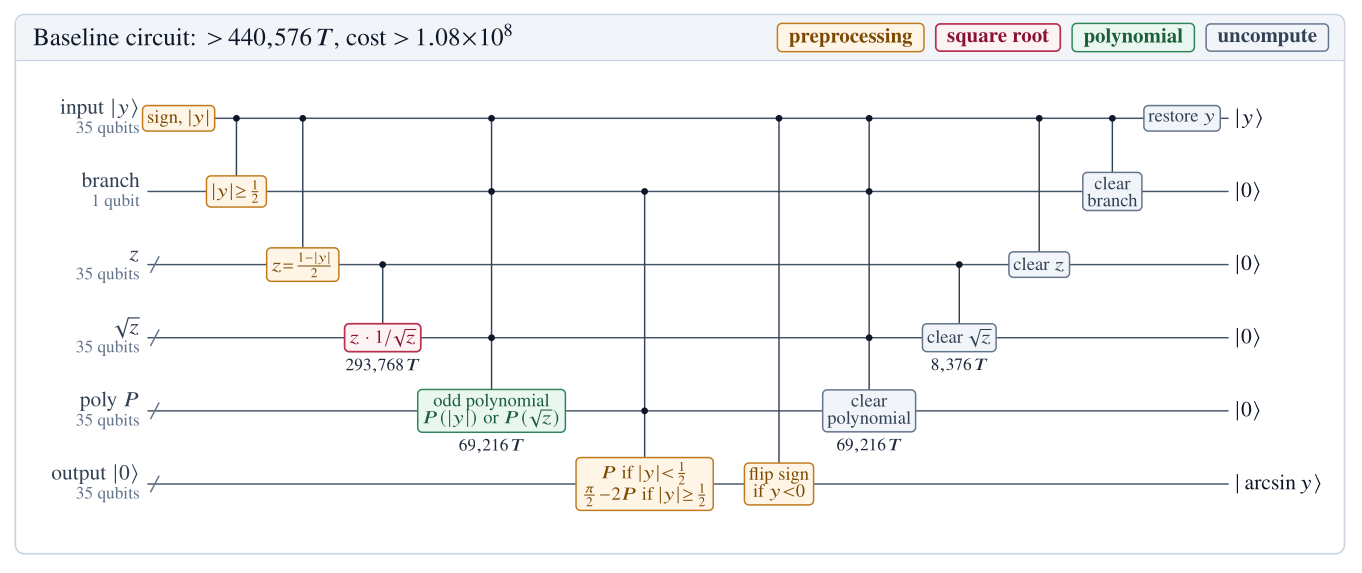 Baseline circuit: > 440,576 T, cost > 1.08×10⁸
preprocessing
square root
polynomial
uncompute
input |y⟩
35 qubits
sign, |y|
restore y
|y⟩
branch
1 qubit
|y| ≥ 1/2
clear
branch
|0⟩
z
35 qubits
z = (1−|y|)/2
clear z
|0⟩
√z
35 qubits
z · 1/√z
293,768 T
clear √z
8,376 T
|0⟩
poly P
35 qubits
odd polynomial
P(|y|) or P(√z)
69,216 T
clear
polynomial
69,216 T
|0⟩
output |0⟩
35 qubits
P if |y| < 1/2
π/2 −2P if |y| ≥ 1/2
flip sign
if y<0
| arcsin y⟩